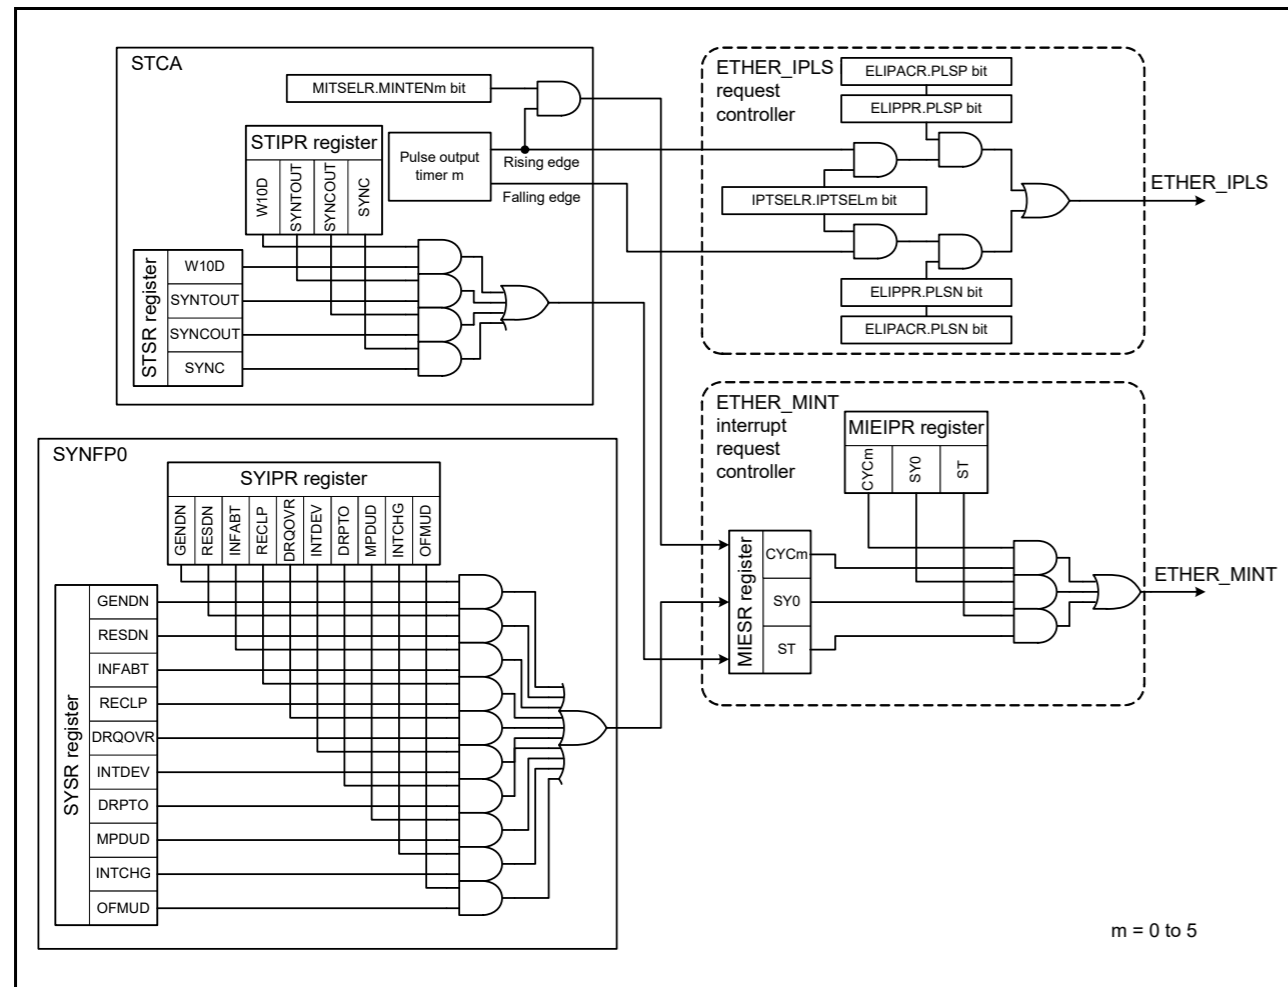 STCA
MITSELR.MINTENm bit
STIPR register
W10D
SYNTOUT
SYNCOUT
SYNC
Pulse output
timer m
Rising edge
Falling edge
STSR register
W10D
SYNTOUT
SYNCOUT
SYNC
ETHER_IPLS
request
controller
ELIPACR.PLSP bit
ELIPPR.PLSP bit
IPTSELR.IPTSELm bit
ELIPPR.PLSN bit
ELIPACR.PLSN bit
ETHER_IPLS
SYNFP0
SYIPR register
GENDN
RESDN
INFABT
RECLP
DRQOVR
INTDEV
DRPTO
MPDUD
INTCHG
OFMUD
SYSR register
GENDN
RESDN
INFABT
RECLP
DRQOVR
INTDEV
DRPTO
MPDUD
INTCHG
OFMUD
ETHER_MINT
interrupt
request
controller
MIEIPR register
CYCm
SY0
ST
MIESR register
CYCm
SY0
ST
ETHER_MINT
m = 0 to 5